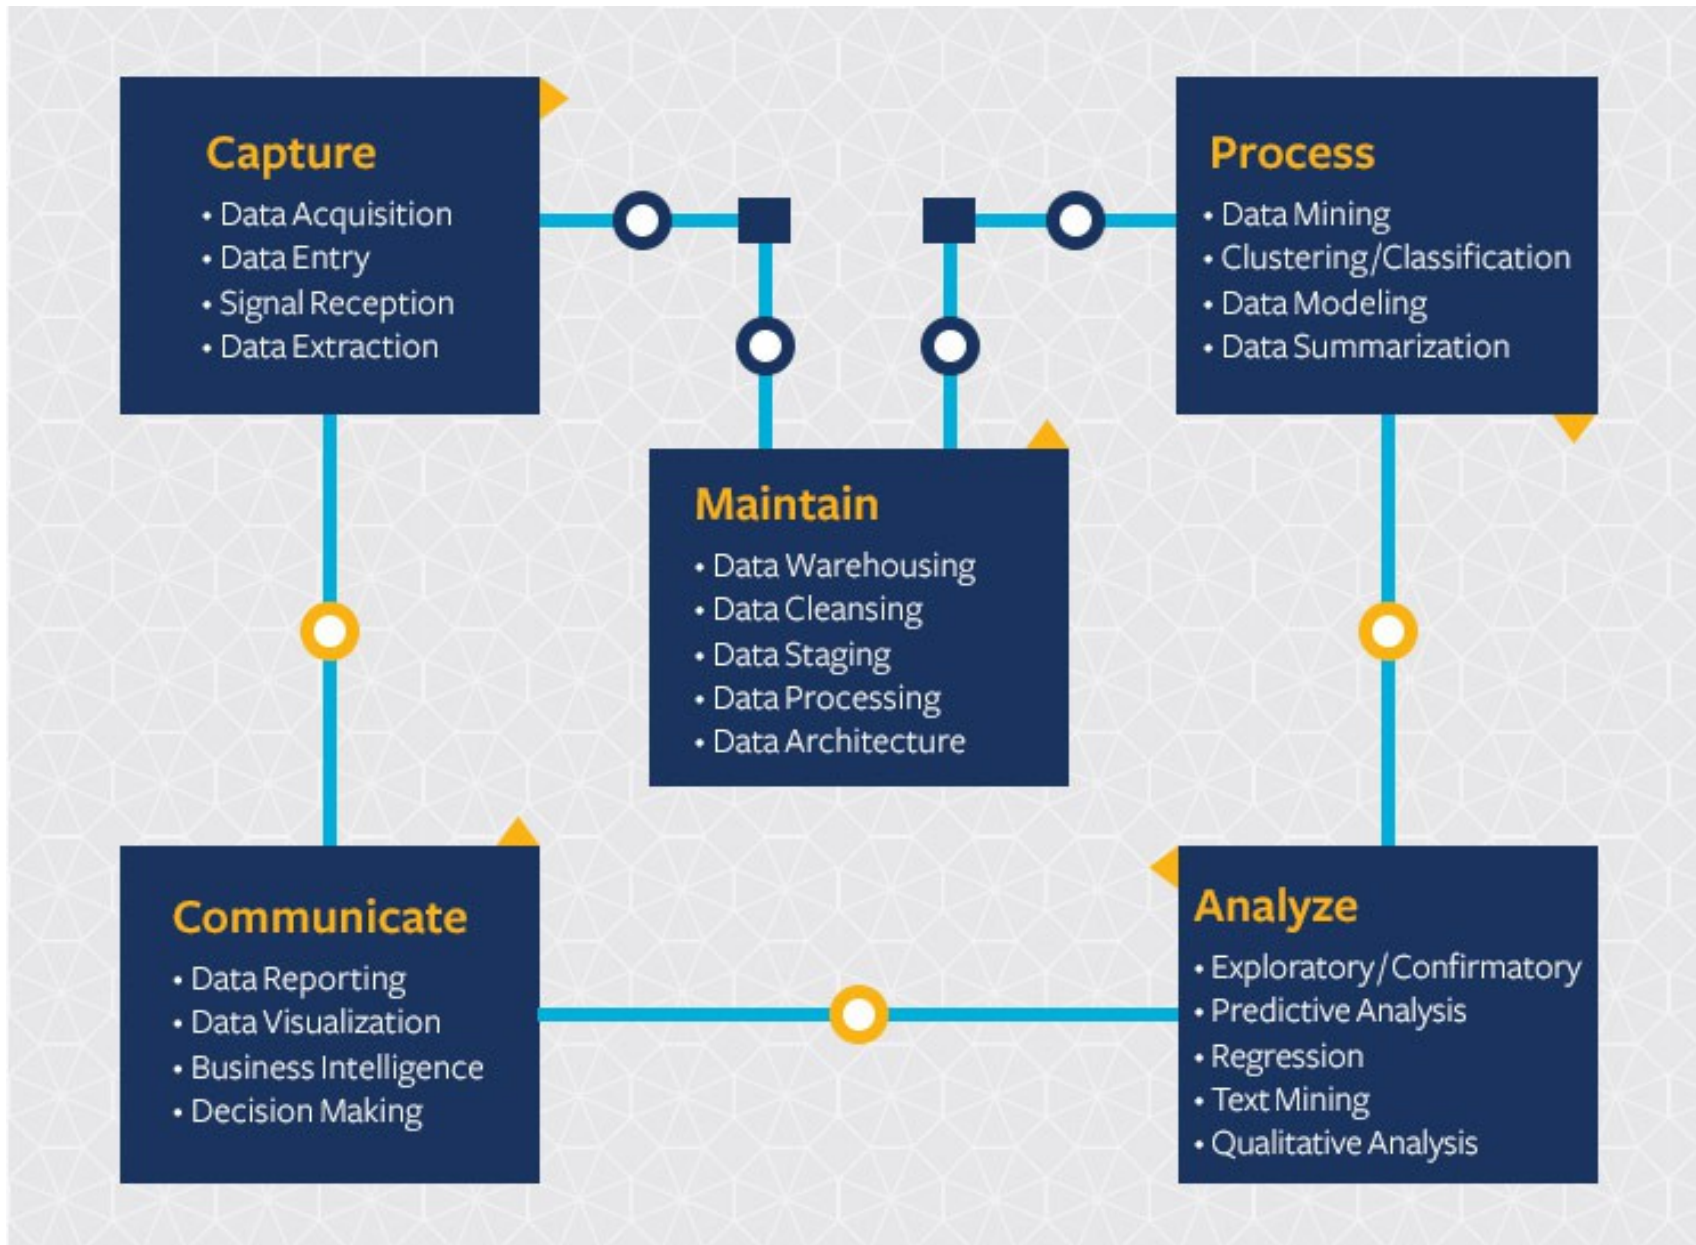 Capture
• Data Acquisition
• Data Entry
• Signal Reception
• Data Extraction
Process
• Data Mining
• Clustering/Classification
• Data Modeling
• Data Summarization
Maintain
• Data Warehousing
• Data Cleansing
• Data Staging
• Data Processing
• Data Architecture
Communicate
• Data Reporting
• Data Visualization
• Business Intelligence
• Decision Making
Analyze
• Exploratory/Confirmatory
• Predictive Analysis
• Regression
• Text Mining
• Qualitative Analysis